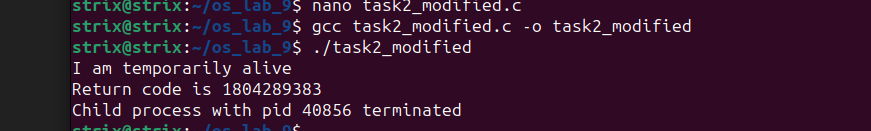 strix@strix:~/os_lab_9$ nano task2_modified.c
strix@strix:~/os_lab_9$ gcc task2_modified.c -o task2_modified
strix@strix:~/os_lab_9$ ./task2_modified
I am temporarily alive
Return code is 1804289383
Child process with pid 40856 terminated
strix@strix:~/os_lab_9$